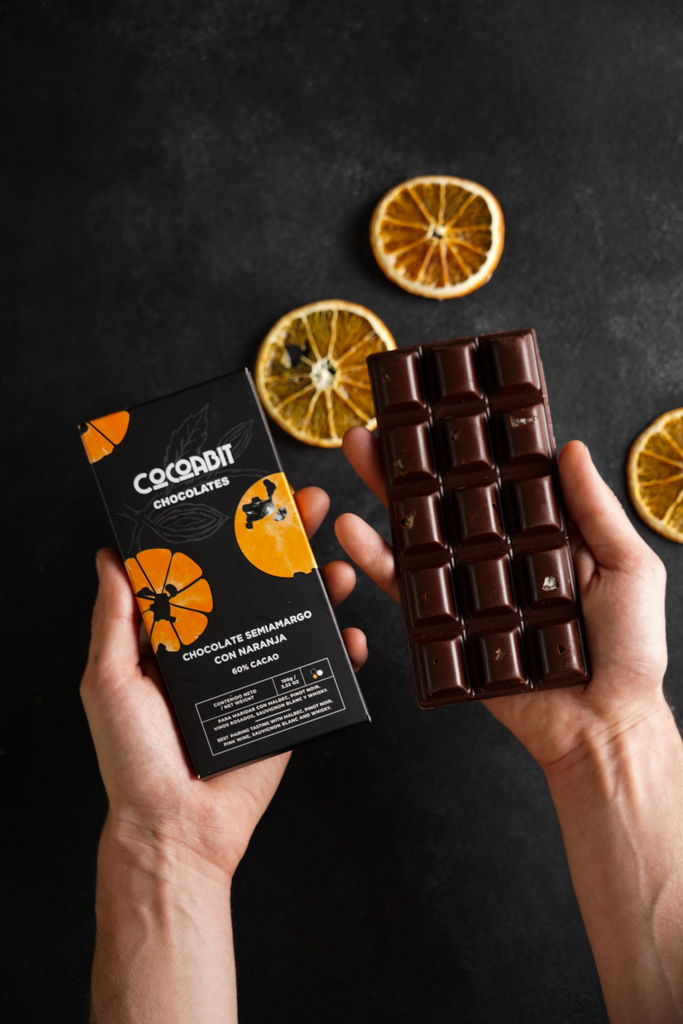 COCOABIT
CHOCOLATES
CHOCOLATE SEMIAMARGO
CON NARANJA
60% CACAO
CONTENIDO NETO
/ NET WEIGHT
100g /
3,52 OZ
PARA MARIDAR CON MALBEC, PINOT NOIR,
VINOS ROSADOS, SAUVIGNON BLANC Y WHISKY.
BEST PAIRING TASTING WITH MALBEC, PINOT NOIR,
PINK WINE, SAUVIGNON BLANC AND WHISKY.